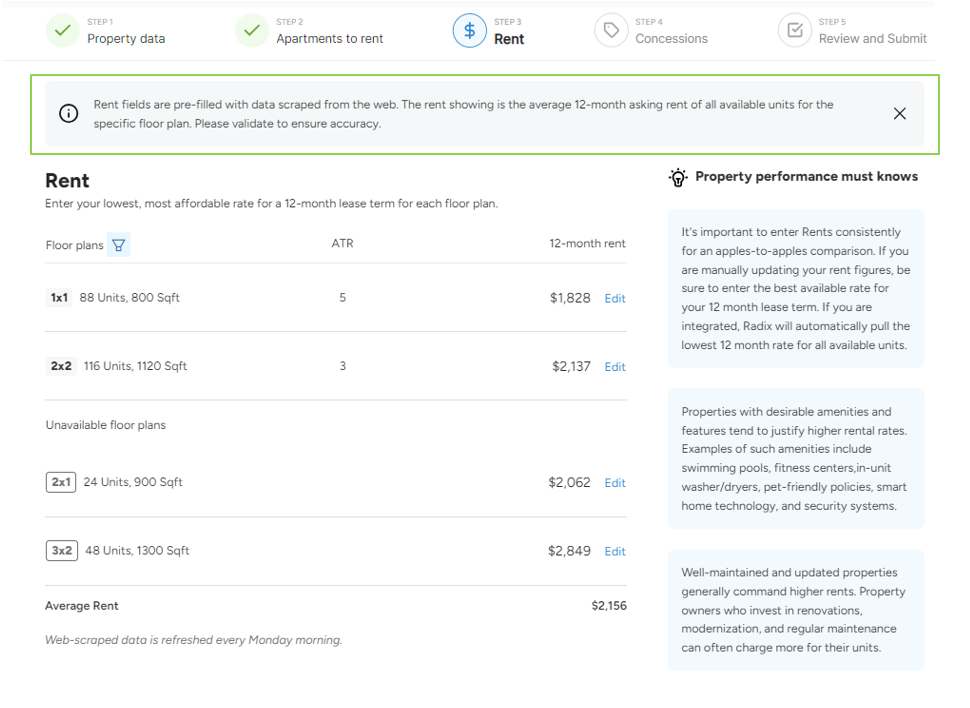 STEP 1
Property data
STEP 2
Apartments to rent
$
STEP 3
Rent
STEP 4
Concessions
STEP 5
Review and Submit
Rent fields are pre-filled with data scraped from the web. The rent showing is the average 12-month asking rent of all available units for the
specific floor plan. Please validate to ensure accuracy.
Rent
Enter your lowest, most affordable rate for a 12-month lease term for each floor plan.
Floor plans ATR 12-month rent
1x1 88 Units, 800 Sqft 5 $1,828 Edit
2x2 116 Units, 1120 Sqft 3 $2,137 Edit
Unavailable floor plans
2x1 24 Units, 900 Sqft $2,062 Edit
3x2 48 Units, 1300 Sqft $2,849 Edit
Average Rent $2,156
Web-scraped data is refreshed every Monday morning.
Property performance must knows
It's important to enter Rents consistently
for an apples-to-apples comparison. If you
are manually updating your rent figures, be
sure to enter the best available rate for
your 12 month lease term. If you are
integrated, Radix will automatically pull the
lowest 12 month rate for all available units.
Properties with desirable amenities and
features tend to justify higher rental rates.
Examples of such amenities include
swimming pools, fitness centers,in-unit
washer/dryers, pet-friendly policies, smart
home technology, and security systems.
Well-maintained and updated properties
generally command higher rents. Property
owners who invest in renovations,
modernization, and regular maintenance
can often charge more for their units.